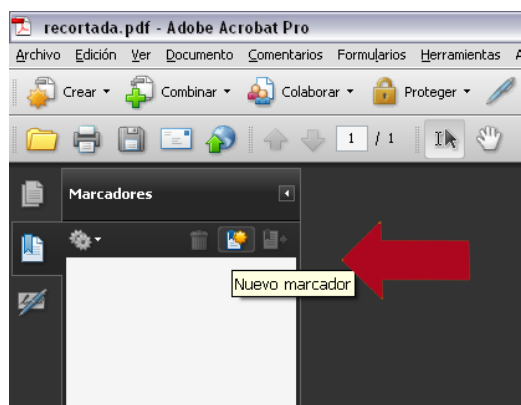 recortada.pdf - Adobe Acrobat Pro
Archivo Edición Ver Documento Comentarios Formularios Herramientas
Crear Combinar Colaborar Proteger
1 / 1
Marcadores
Nuevo marcador